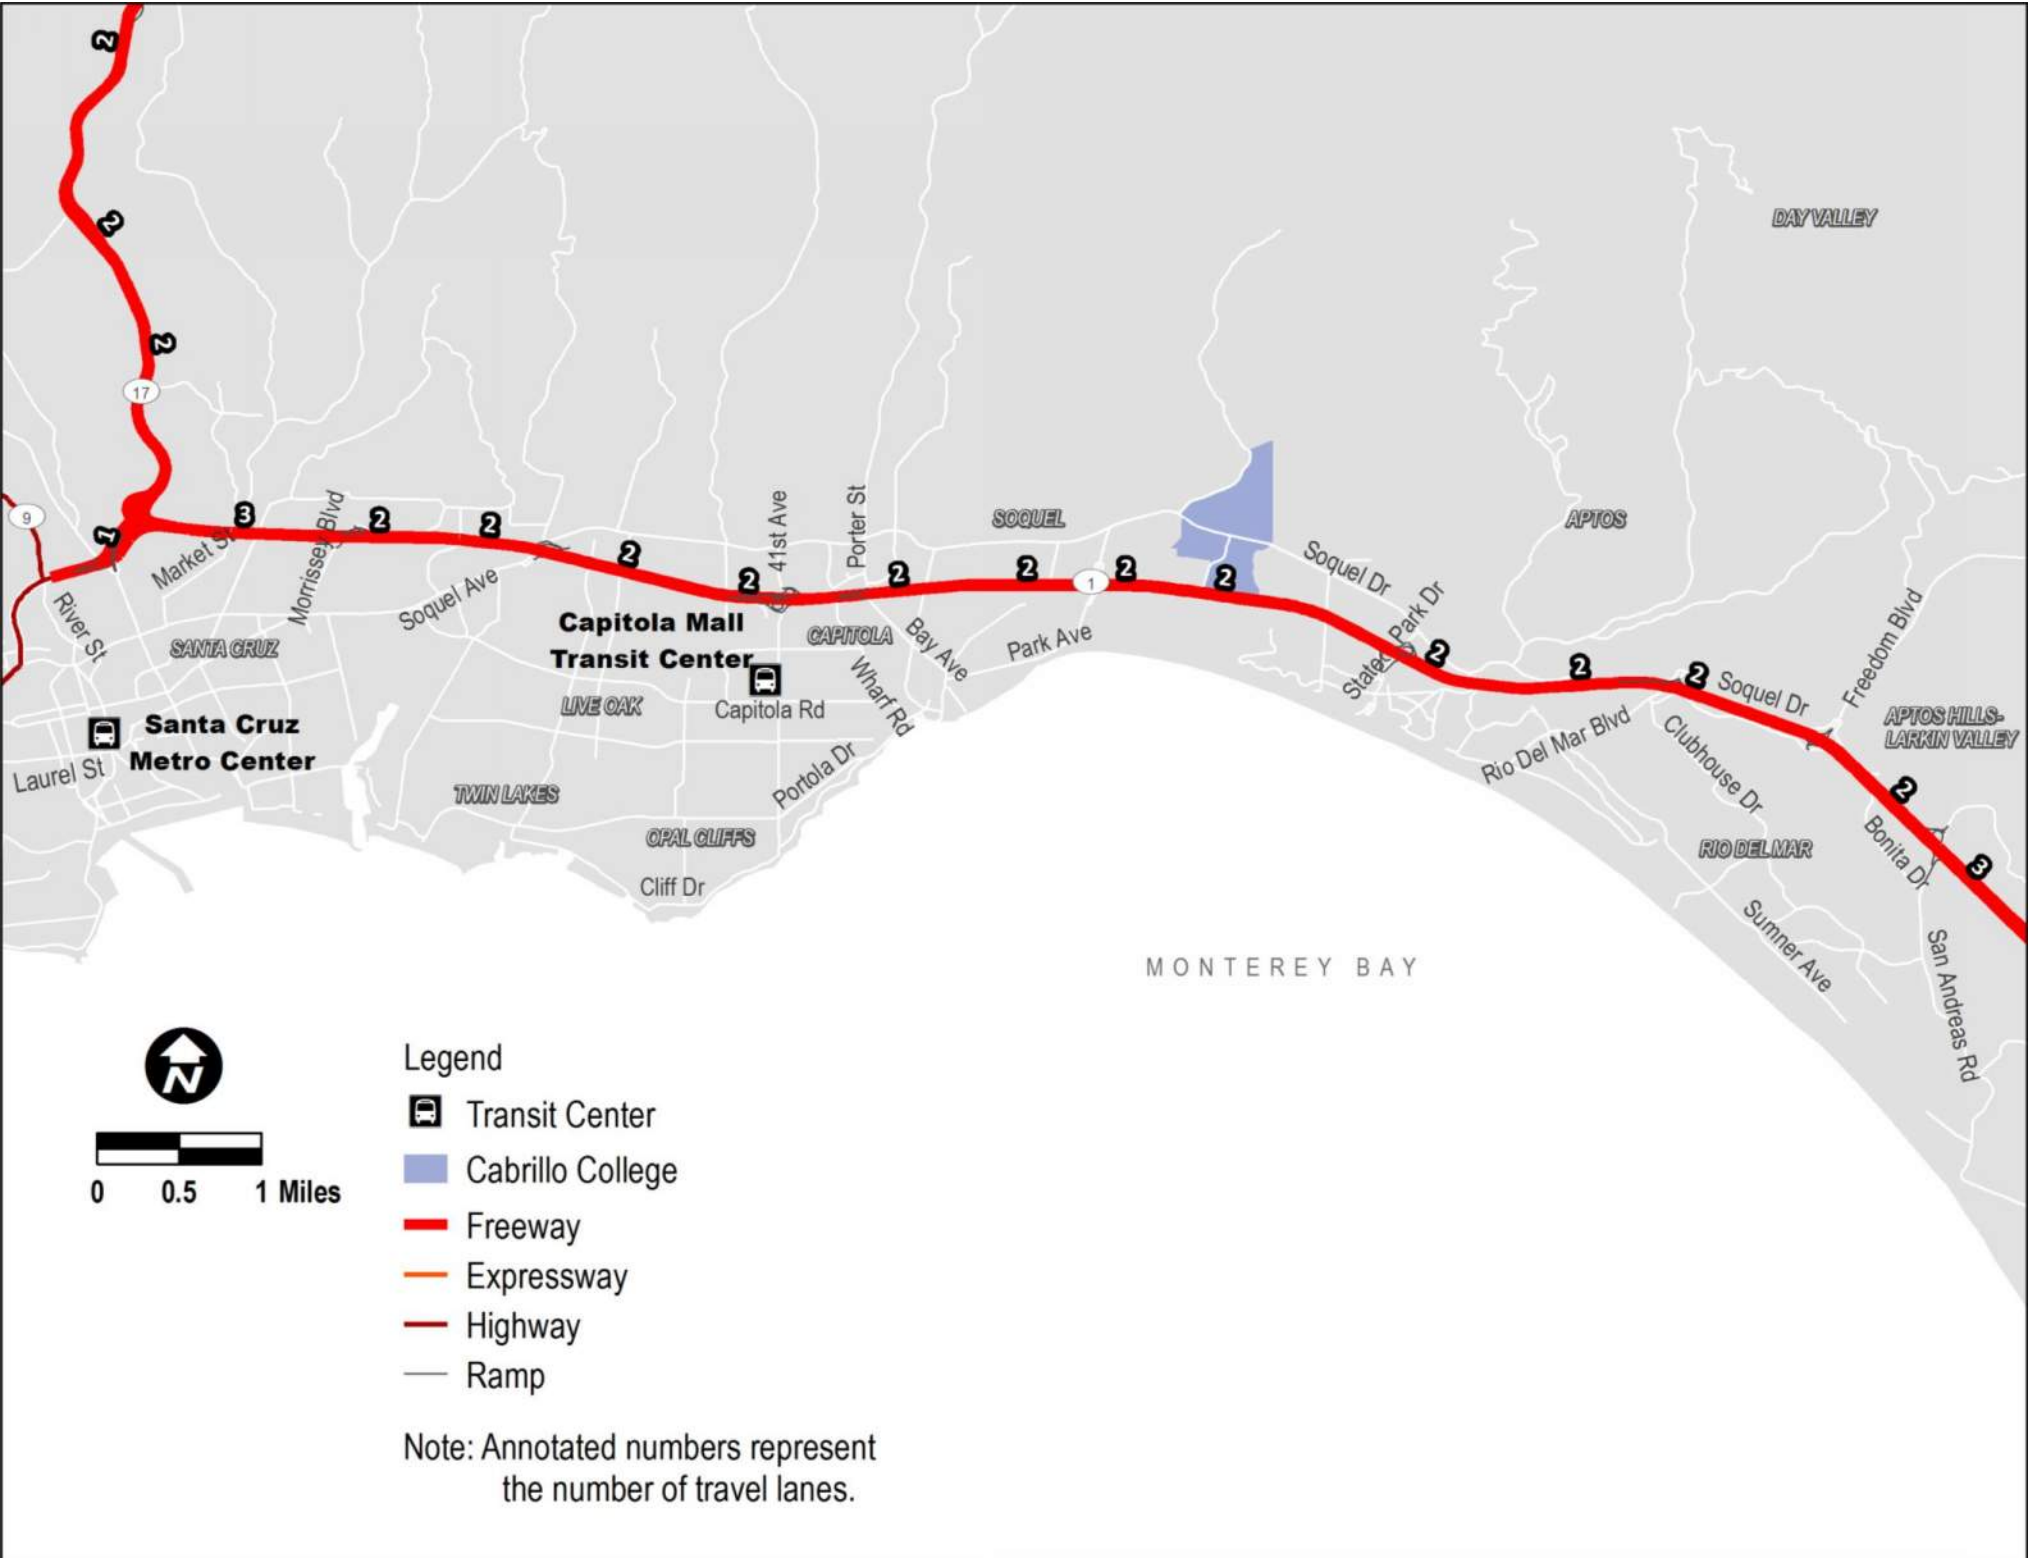 2
2
DAY VALLEY
2
17
9
3
2
2
1
Market St
Morrissey Blvd
Soquel Ave
2
2
41st Ave
Porter St
2
SOQUEL
2
1
2
2
Soquel Dr
APTOS
State Park Dr
2
2
2
Soquel Dr
Freedom Blvd
APTOS HILLS-
LARKIN VALLEY
River St
SANTA CRUZ
Capitola Mall
Transit Center
CAPITOLA
Bay Ave
Park Ave
Wharf Rd
LIVE OAK
Capitola Rd
Santa Cruz
Metro Center
Laurel St
TWIN LAKES
Portola Dr
OPAL CLIFFS
Cliff Dr
Rio Del Mar Blvd
Clubhouse Dr
2
RIO DEL MAR
Bonita Dr
3
Sumner Ave
San Andreas Rd
MONTEREY BAY
N
0 0.5 1 Miles
Legend
Transit Center
Cabrillo College
Freeway
Expressway
Highway
Ramp
Note: Annotated numbers represent
the number of travel lanes.